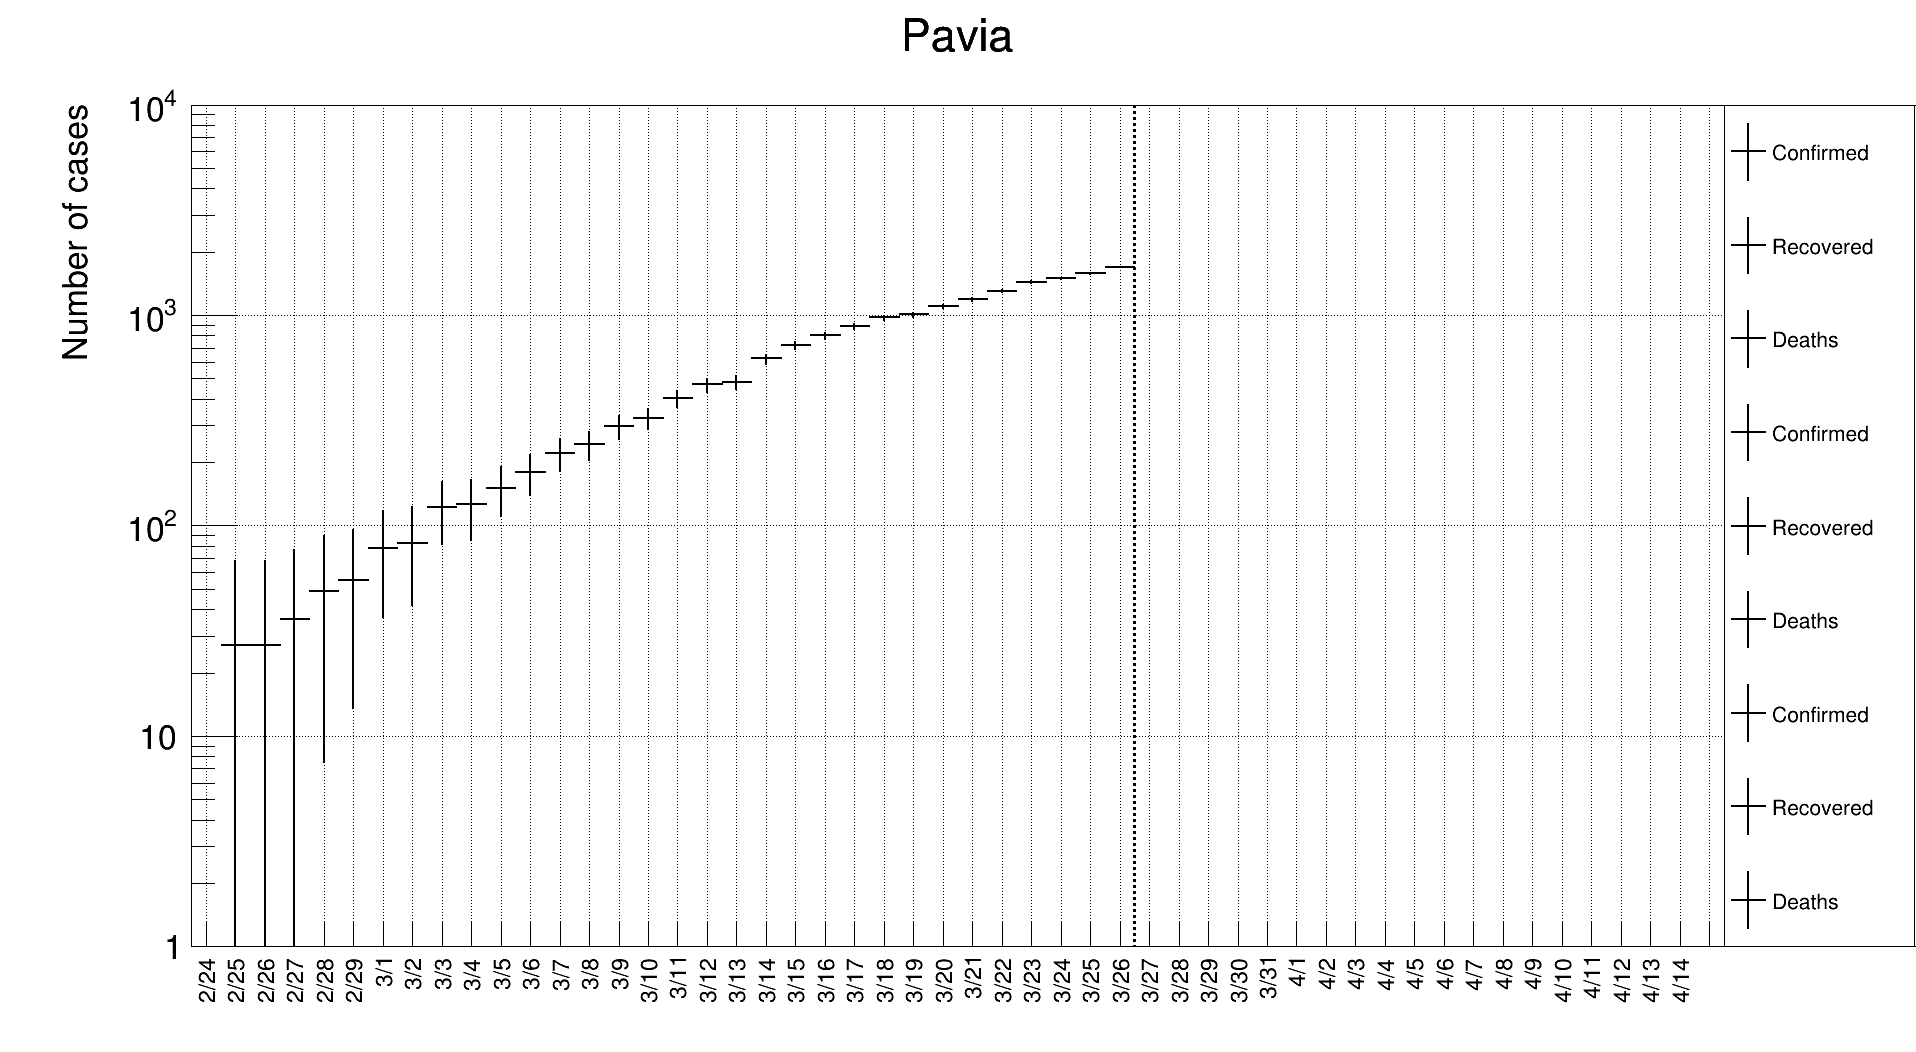 Pavia
Number of cases
10^4
10^3
10^2
10
1
2/24 2/25 2/26 2/27 2/28 2/29 3/1 3/2 3/3 3/4 3/5 3/6 3/7 3/8 3/9 3/10 3/11 3/12 3/13 3/14 3/15 3/16 3/17 3/18 3/19 3/20 3/21 3/22 3/23 3/24 3/25 3/26 3/27 3/28 3/29 3/30 3/31 4/1 4/2 4/3 4/4 4/5 4/6 4/7 4/8 4/9 4/10 4/11 4/12 4/13 4/14
Confirmed
Recovered
Deaths
Confirmed
Recovered
Deaths
Confirmed
Recovered
Deaths